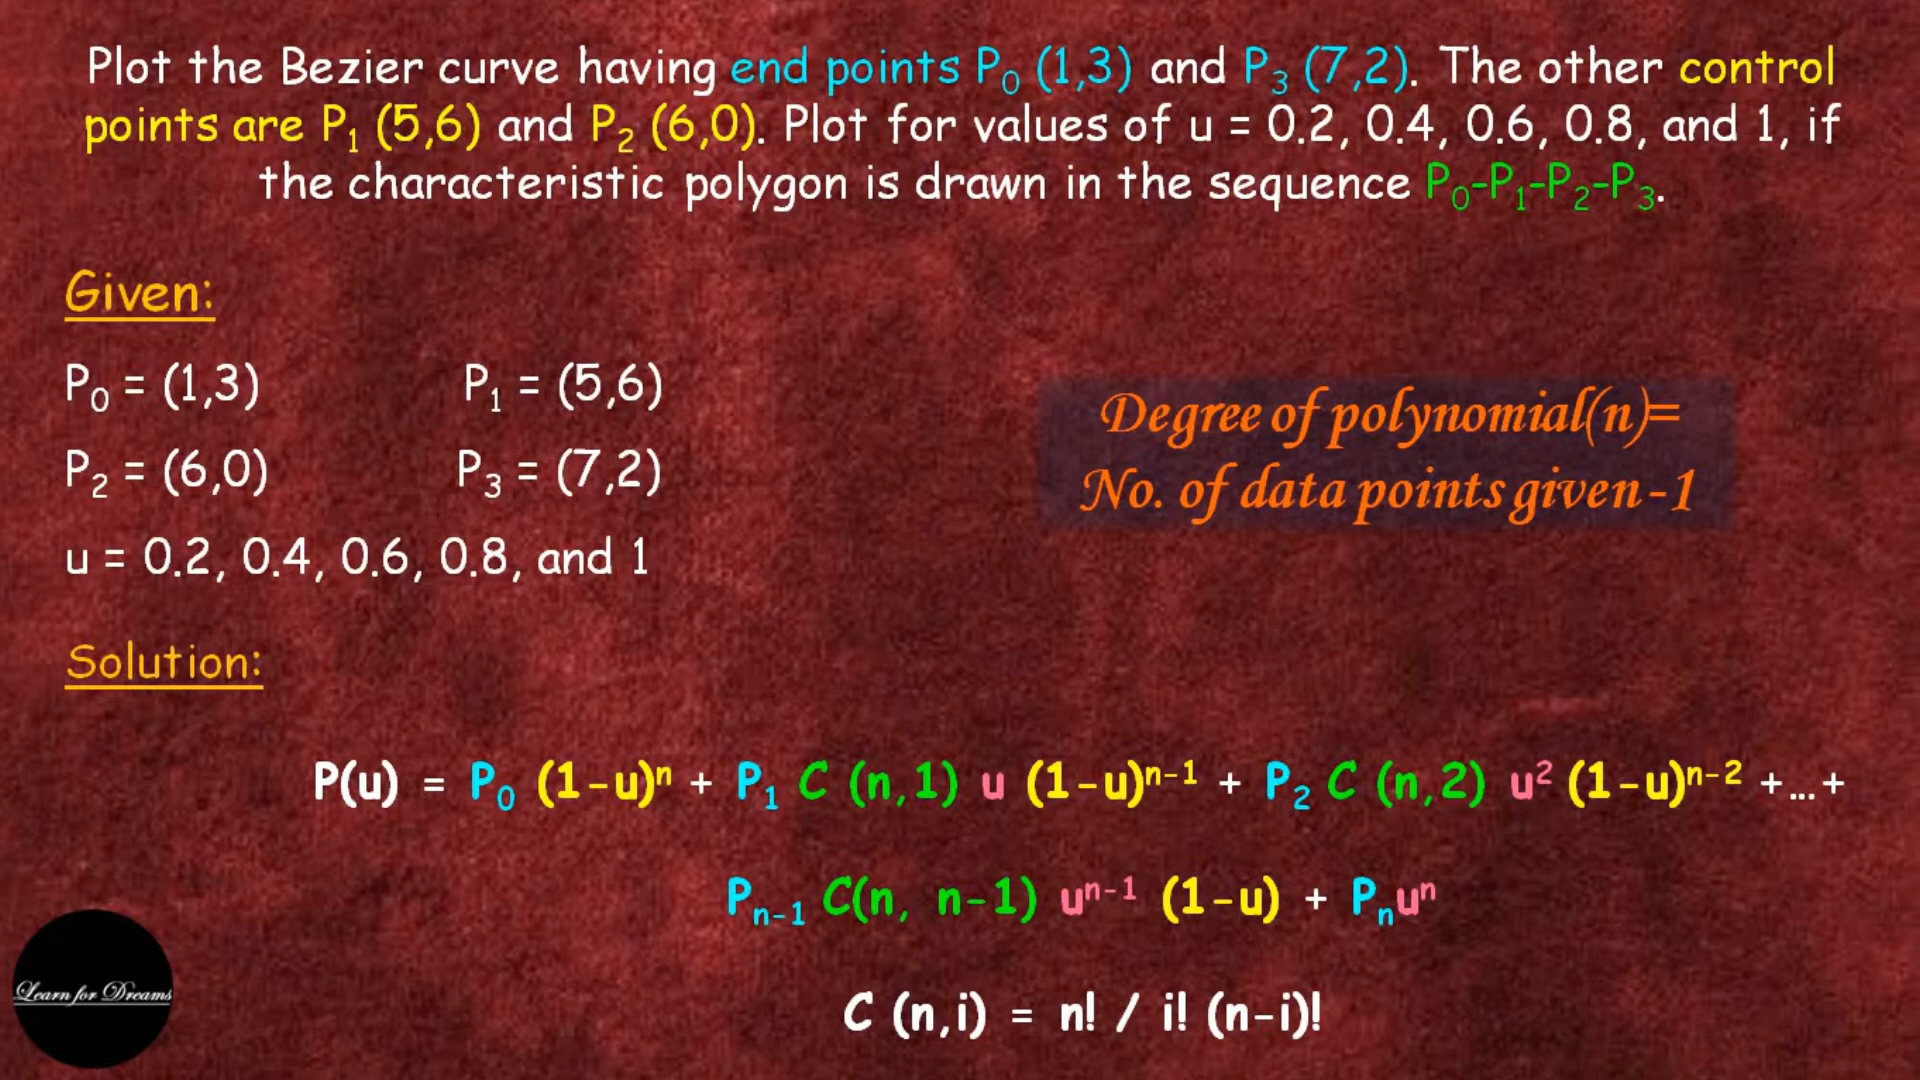 Plot the Bezier curve having end points P₀ (1,3) and P₃ (7,2). The other control
points are P₁ (5,6) and P₂ (6,0). Plot for values of u = 0.2, 0.4, 0.6, 0.8, and 1, if
the characteristic polygon is drawn in the sequence P₀-P₁-P₂-P₃.
Given:
P₀ = (1,3) P₁ = (5,6)
P₂ = (6,0) P₃ = (7,2)
u = 0.2, 0.4, 0.6, 0.8, and 1
Degree of polynomial(n)=
No. of data points given-1
Solution:
P(u) = P₀ (1-u)ⁿ + P₁ C (n,1) u (1-u)ⁿ⁻¹ + P₂ C (n,2) u² (1-u)ⁿ⁻² +...+
Pₙ₋₁ C(n, n-1) uⁿ⁻¹ (1-u) + Pₙuⁿ
C (n,i) = n! / i! (n-i)!
Learn for Dreams